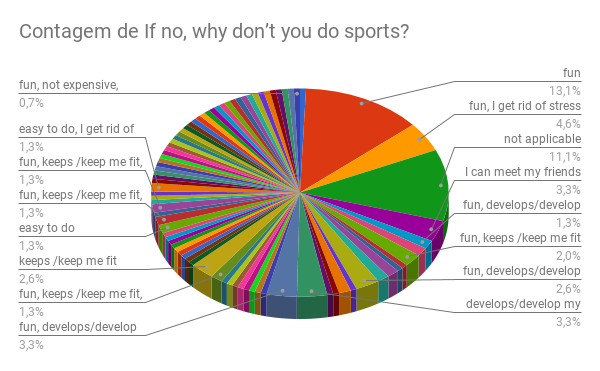 Contagem de If no, why don't you do sports?
fun, not expensive,
0,7%
easy to do, I get rid of
1,3%
fun, keeps /keep me fit,
1,3%
fun, keeps /keep me fit,
1,3%
easy to do
1,3%
keeps /keep me fit
2,6%
fun, keeps /keep me fit,
1,3%
fun, develops/develop
3,3%
fun
13,1%
fun, I get rid of stress
4,6%
not applicable
11,1%
I can meet my friends
3,3%
fun, develops/develop
1,3%
fun, keeps /keep me fit
2,0%
fun, develops/develop
2,6%
develops/develop my
3,3%